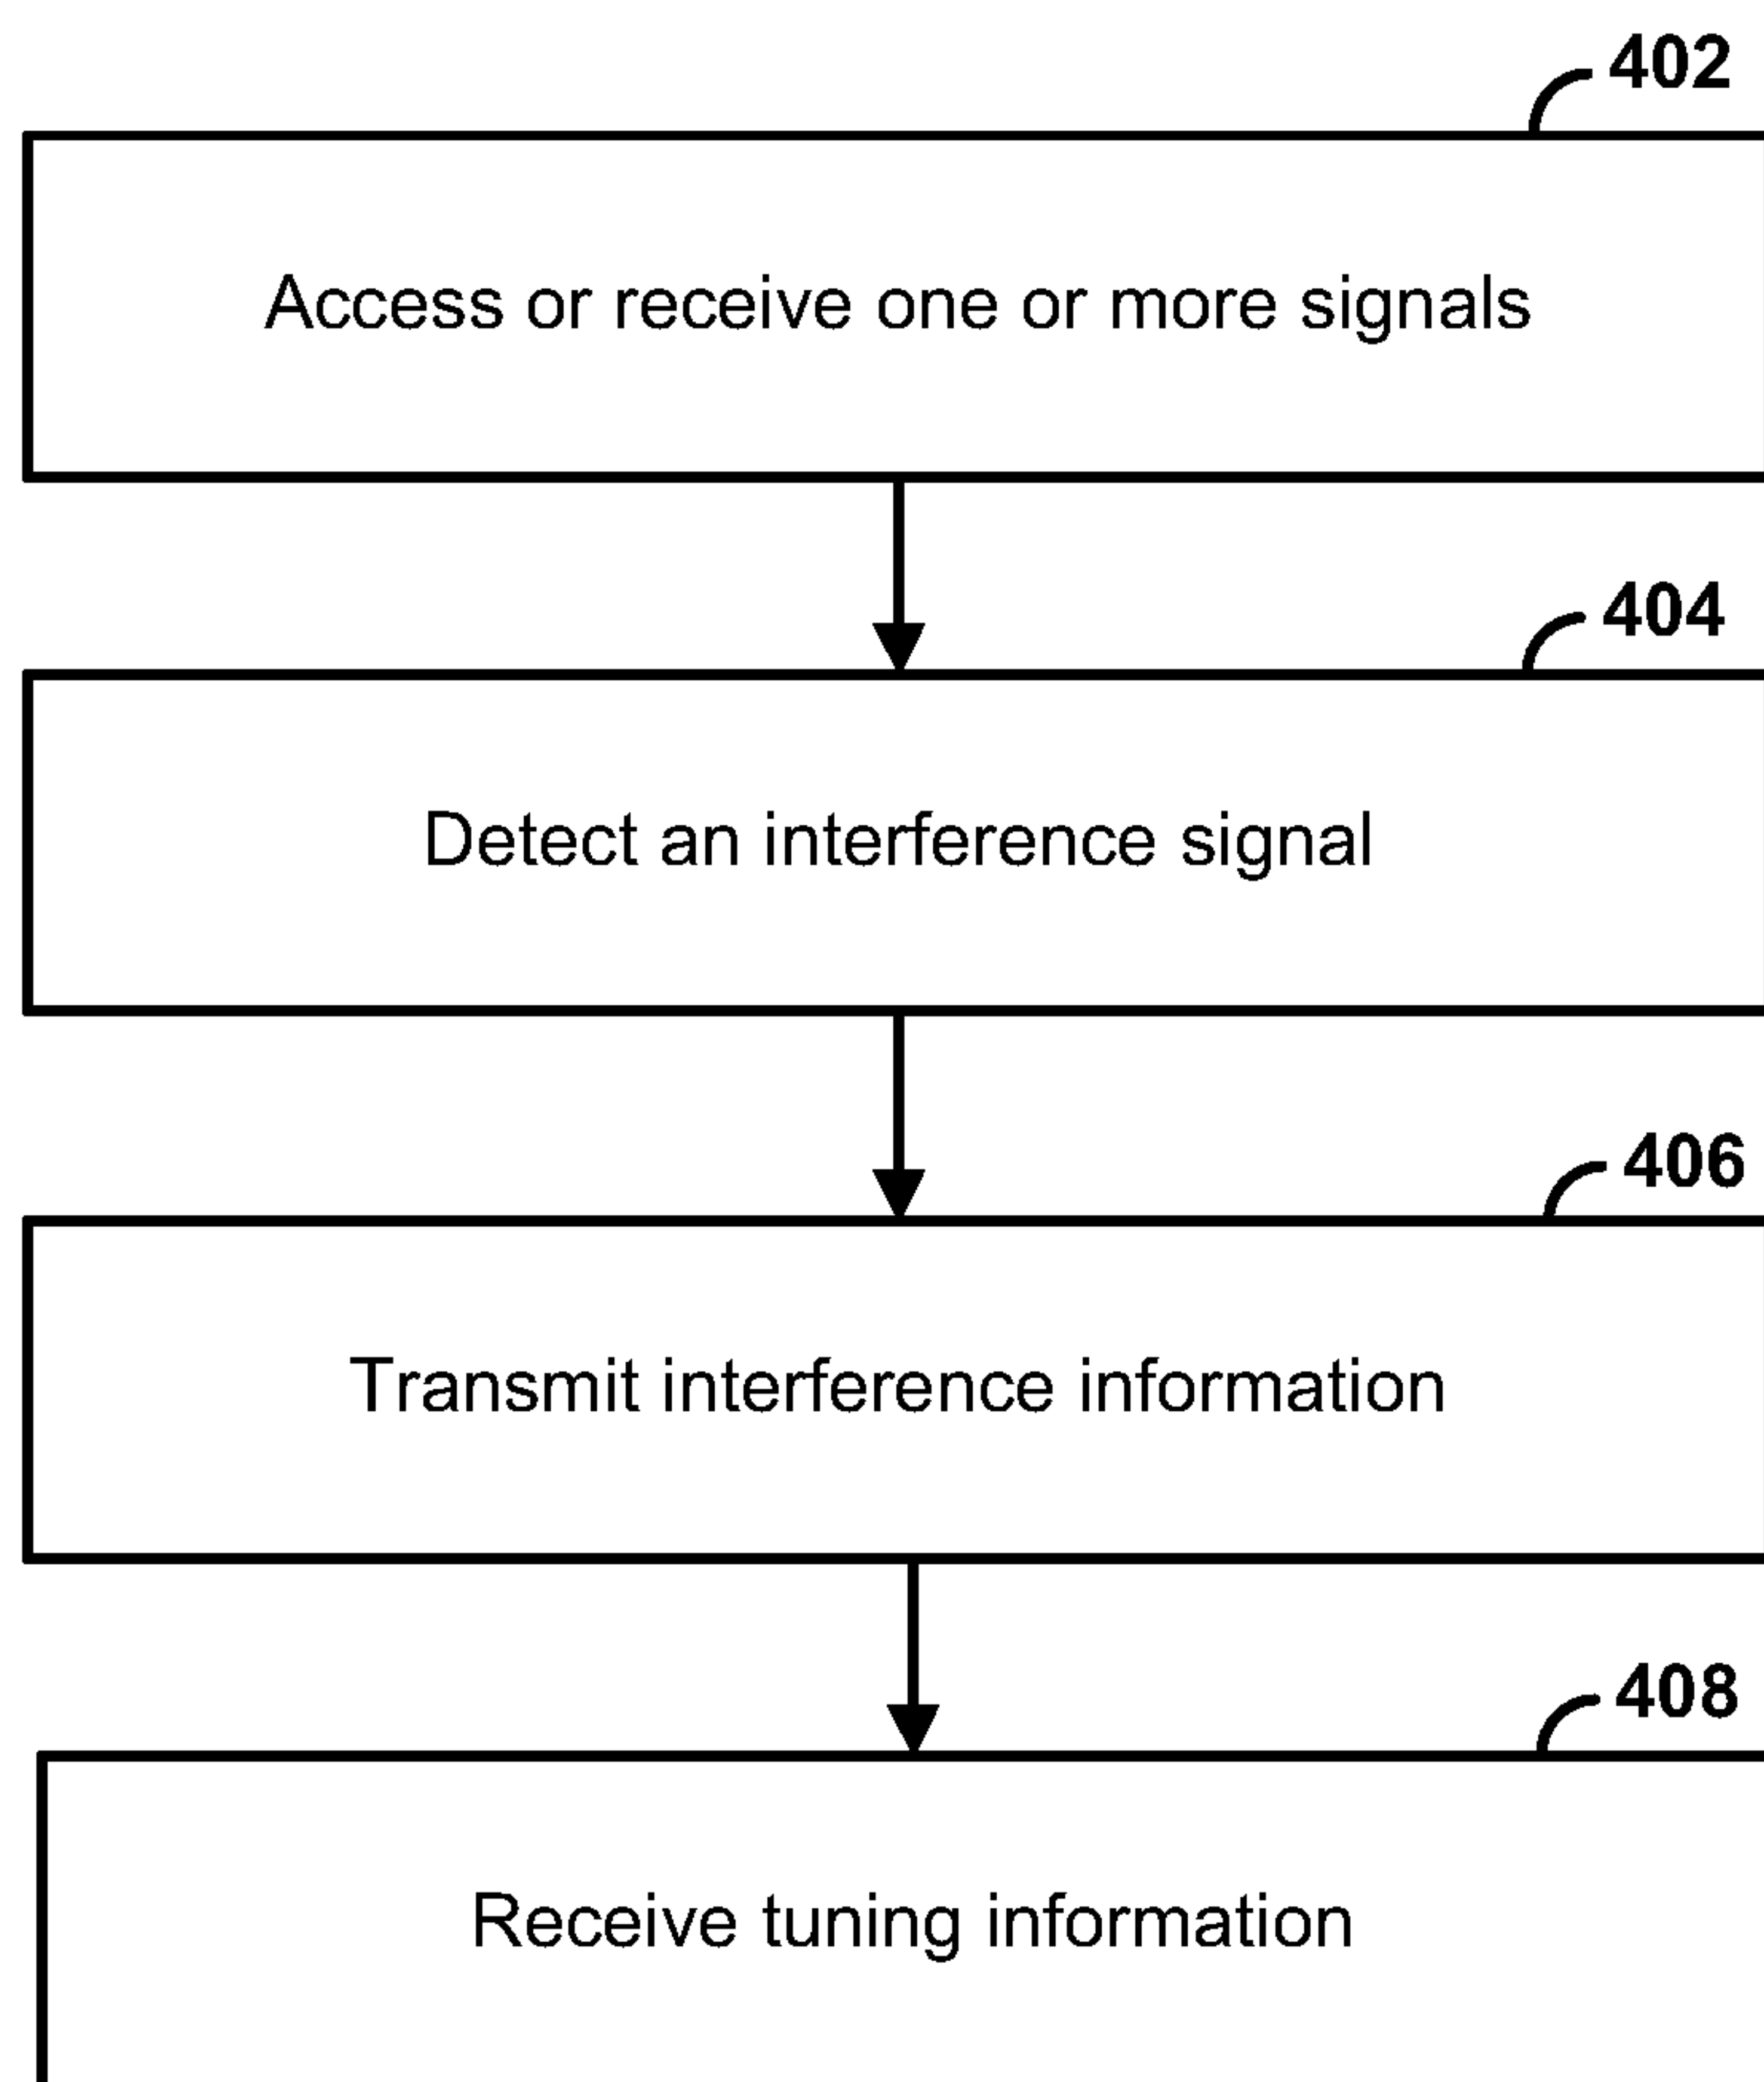 402
Access or receive one or more signals
404
Detect an interference signal
406
Transmit interference information
408
Receive tuning information